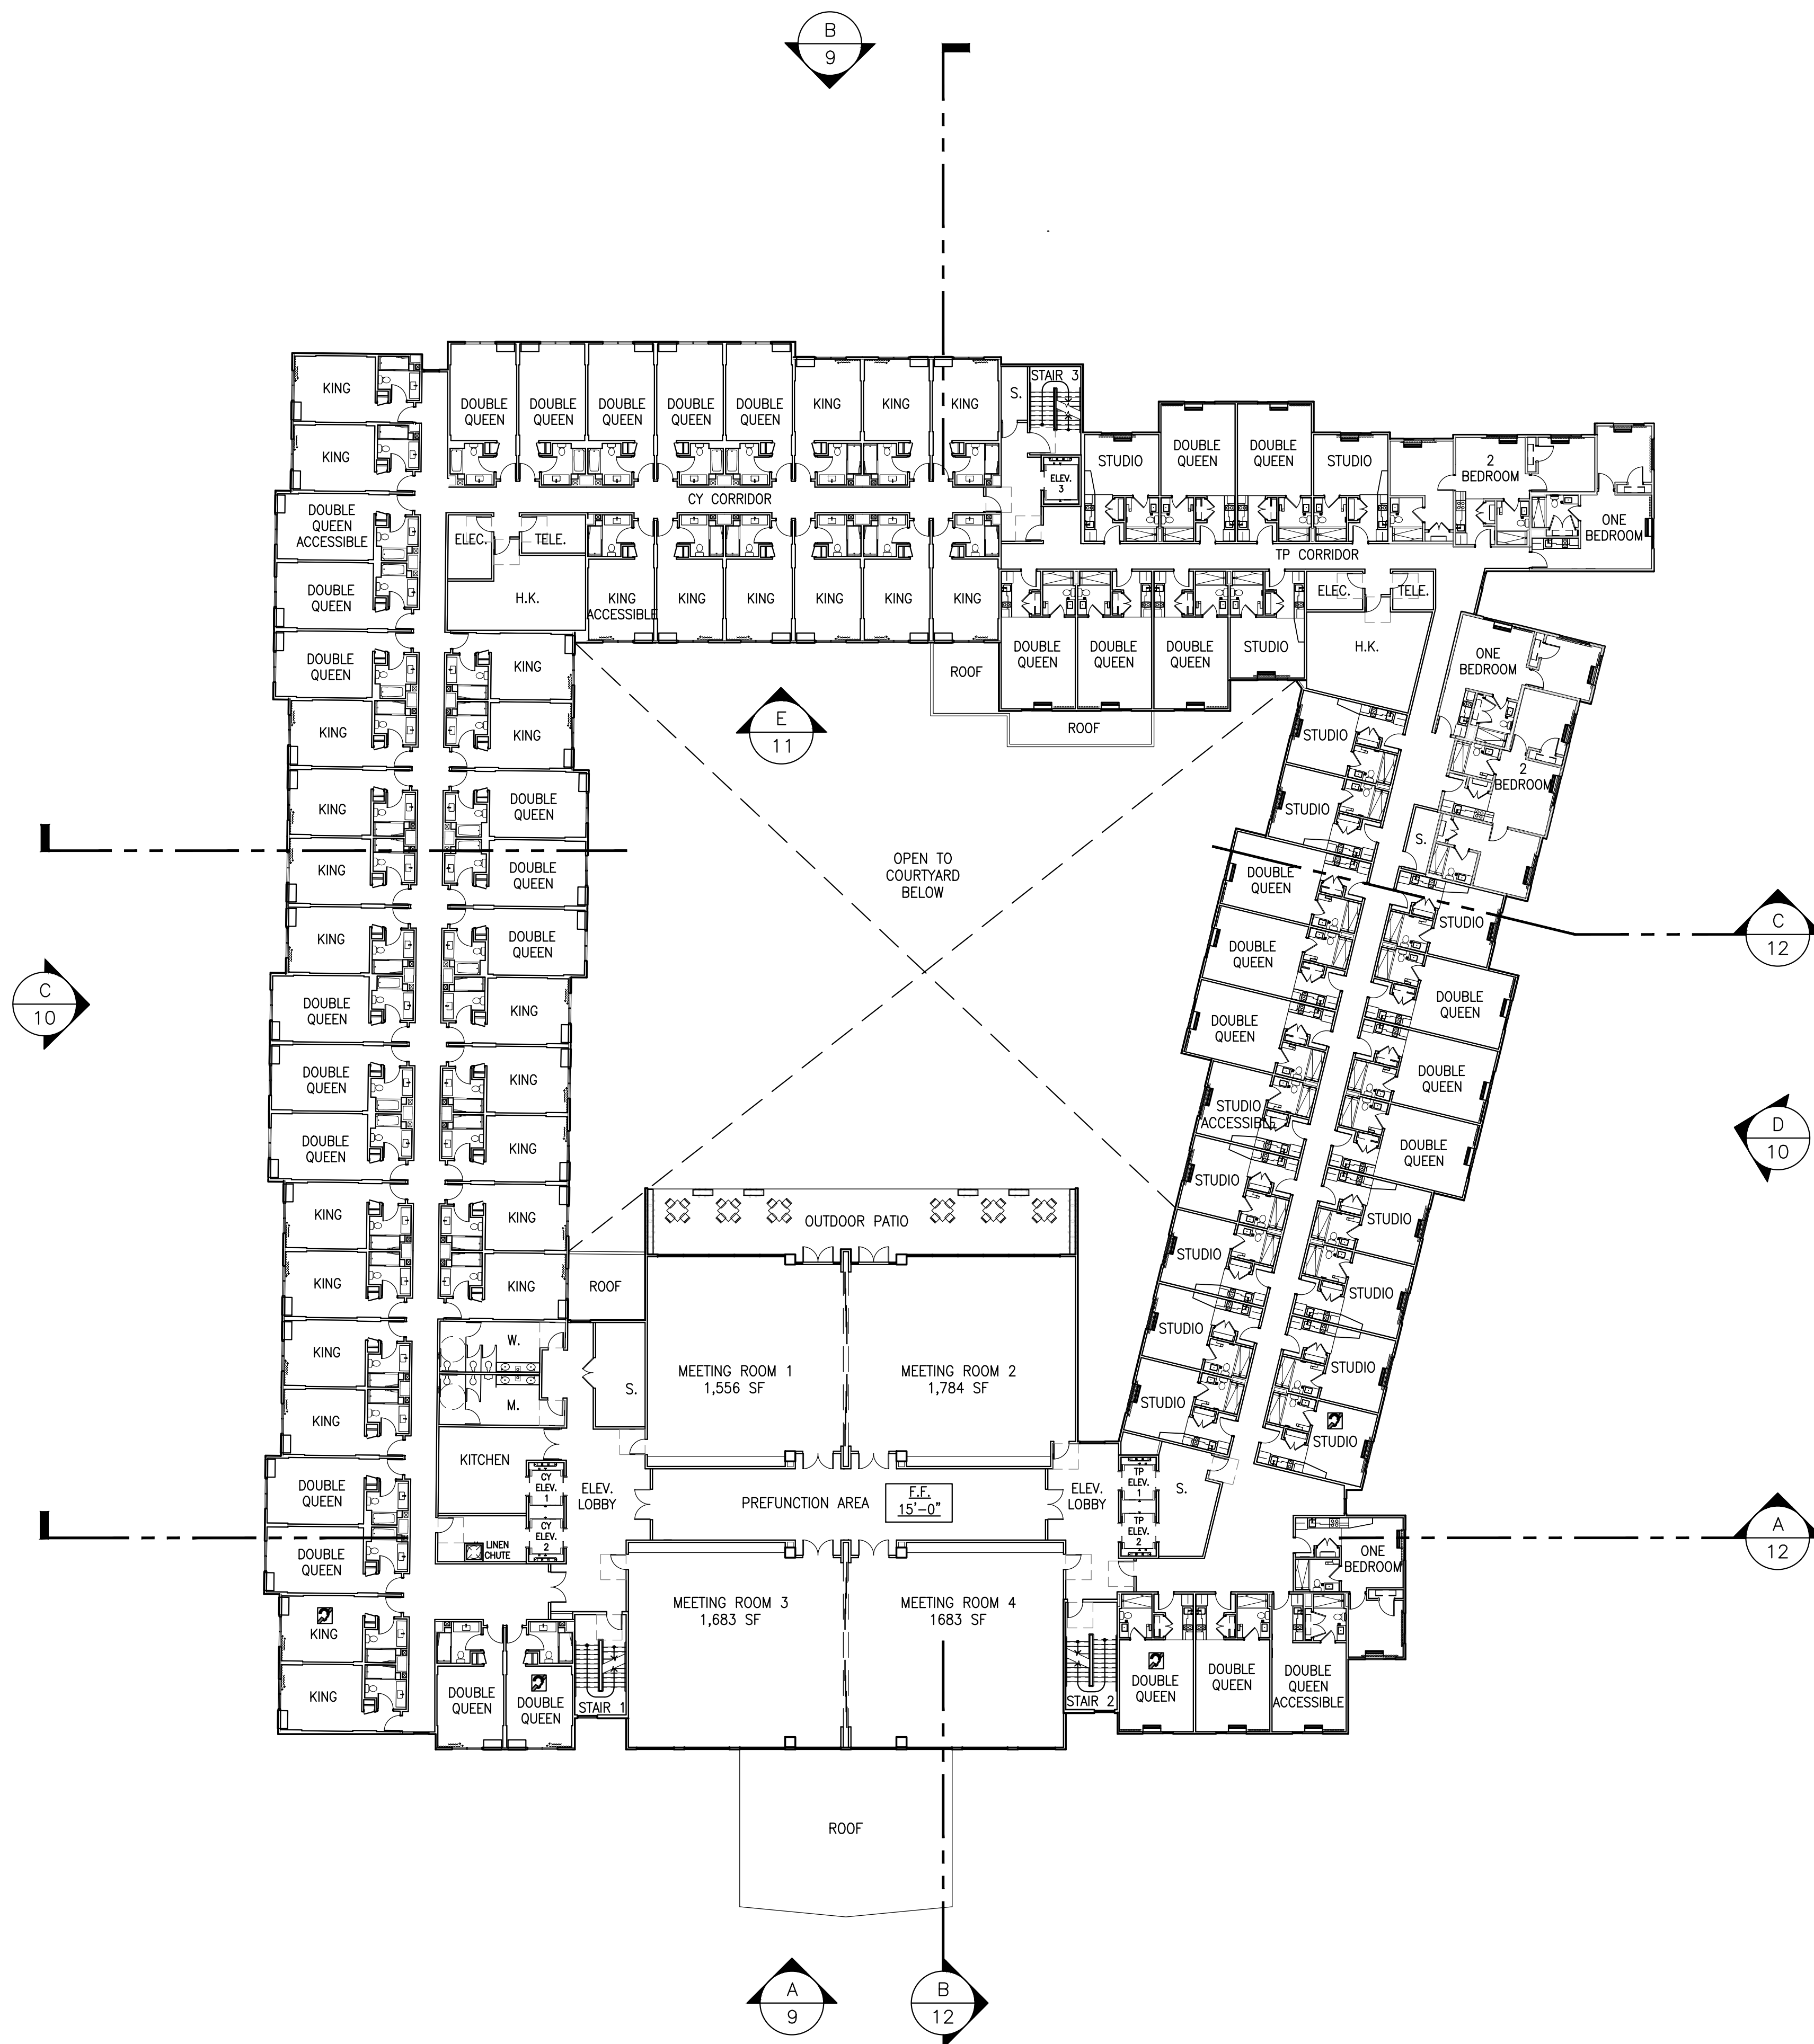 B
9
KING
DOUBLE
QUEEN
DOUBLE
QUEEN
DOUBLE
QUEEN
DOUBLE
QUEEN
DOUBLE
QUEEN
KING
KING
KING
S.
STAIR 3
ELEV.
3
STUDIO
DOUBLE
QUEEN
DOUBLE
QUEEN
STUDIO
2
BEDROOM
ONE
BEDROOM
KING
CY CORRIDOR
TP CORRIDOR
DOUBLE
QUEEN
ACCESSIBLE
ELEC.
TELE.
H.K.
KING
ACCESSIBLE
KING
KING
KING
KING
KING
DOUBLE
QUEEN
DOUBLE
QUEEN
DOUBLE
QUEEN
STUDIO
ELEC.
TELE.
H.K.
ROOF
ROOF
DOUBLE
QUEEN
DOUBLE
QUEEN
KING
KING
KING
KING
DOUBLE
QUEEN
KING
DOUBLE
QUEEN
KING
DOUBLE
QUEEN
DOUBLE
QUEEN
KING
DOUBLE
QUEEN
KING
DOUBLE
QUEEN
KING
KING
KING
KING
KING
KING
KING
DOUBLE
QUEEN
DOUBLE
QUEEN
KING
KING
E
11
OPEN TO
COURTYARD
BELOW
ONE
BEDROOM
STUDIO
2
BEDROOM
STUDIO
S.
DOUBLE
QUEEN
STUDIO
DOUBLE
QUEEN
DOUBLE
QUEEN
DOUBLE
QUEEN
DOUBLE
QUEEN
STUDIO
ACCESSIBLE
DOUBLE
QUEEN
STUDIO
STUDIO
STUDIO
STUDIO
STUDIO
STUDIO
STUDIO
STUDIO
C
12
C
10
D
10
OUTDOOR PATIO
ROOF
W.
M.
S.
MEETING ROOM 1
1,556 SF
MEETING ROOM 2
1,784 SF
KITCHEN
CY
ELEV.
1
CY
ELEV.
2
ELEV.
LOBBY
PREFUNCTION AREA
F.F.
15'-0"
ELEV.
LOBBY
TP
ELEV.
1
TP
ELEV.
2
S.
LINEN
CHUTE
ONE
BEDROOM
A
12
MEETING ROOM 3
1,683 SF
MEETING ROOM 4
1683 SF
DOUBLE
QUEEN
DOUBLE
QUEEN
STAIR 1
STAIR 2
DOUBLE
QUEEN
DOUBLE
QUEEN
DOUBLE
QUEEN
ACCESSIBLE
ROOF
A
9
B
12